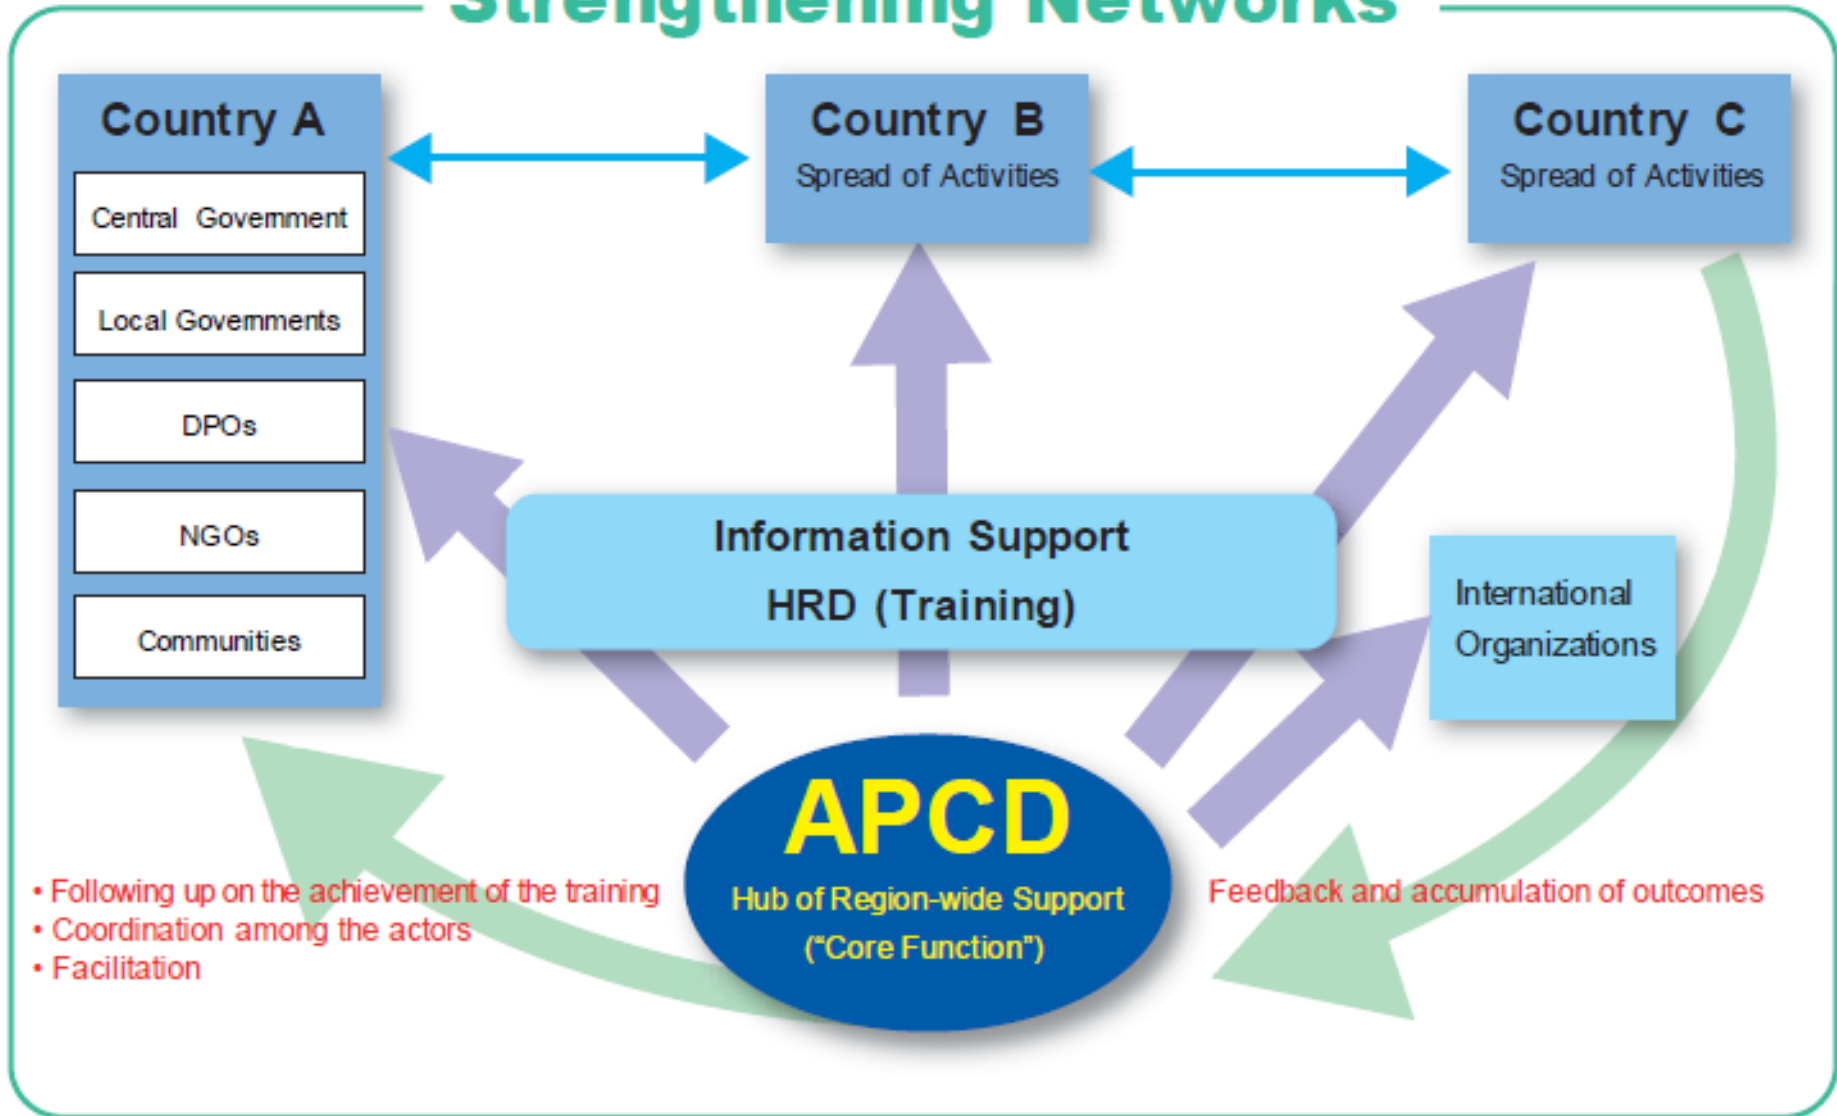 Strengthening Networks
Country A
Central Government
Local Governments
DPOs
NGOs
Communities
Country B
Spread of Activities
Country C
Spread of Activities
Information Support
HRD (Training)
International
Organizations
APCD
Hub of Region-wide Support
(“Core Function”)
• Following up on the achievement of the training
• Coordination among the actors
• Facilitation
Feedback and accumulation of outcomes